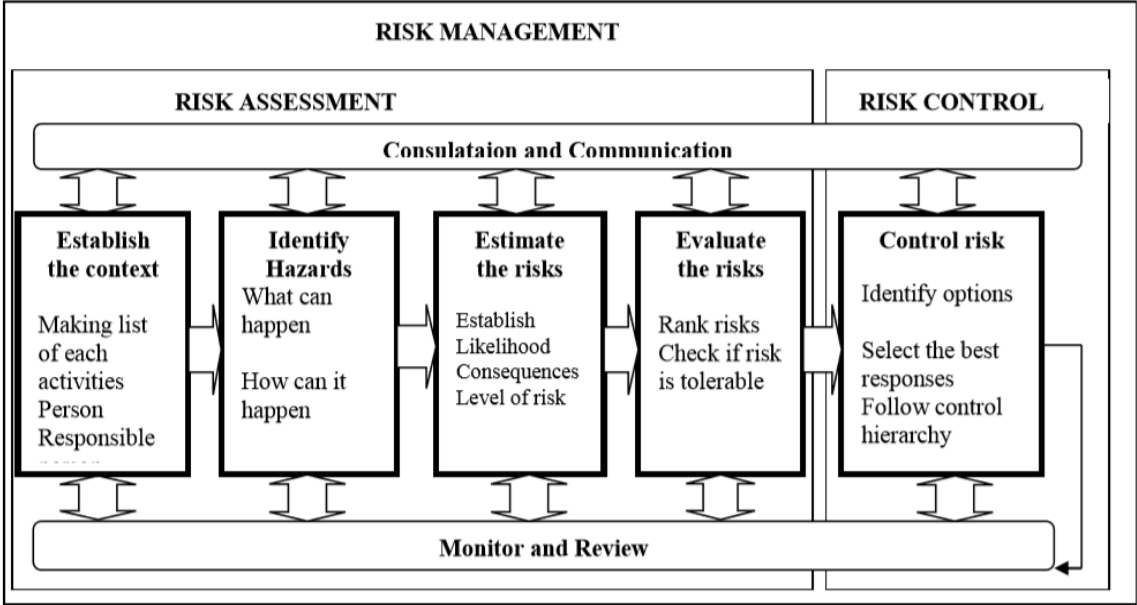 RISK MANAGEMENT
RISK ASSESSMENT
RISK CONTROL
Consulataion and Communication
Establish
the context
Making list
of each
activities
Person
Responsible
Identify
Hazards
What can
happen
How can it
happen
Estimate
the risks
Establish
Likelihood
Consequences
Level of risk
Evaluate
the risks
Rank risks
Check if risk
is tolerable
Control risk
Identify options
Select the best
responses
Follow control
hierarchy
Monitor and Review